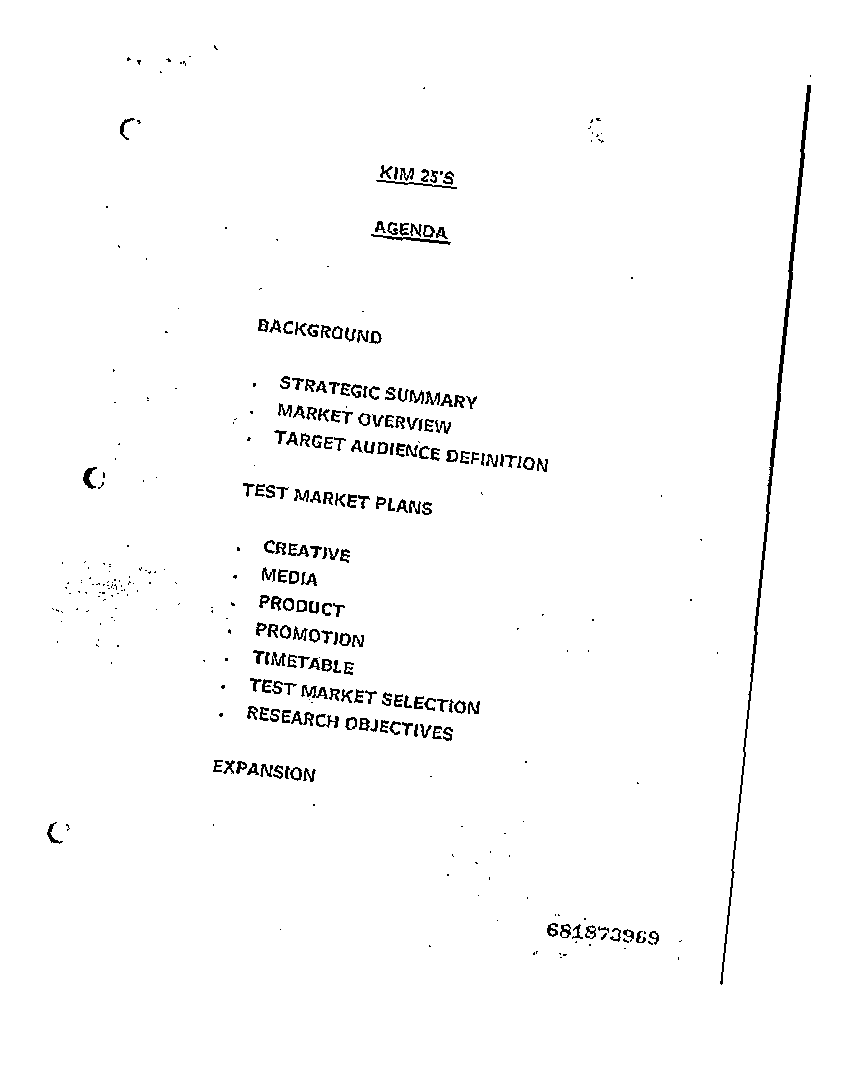 KIM 25'S
AGENDA
BACKGROUND
. STRATEGIC SUMMARY
. MARKET OVERVIEW
. TARGET AUDIENCE DEFINITION
TEST MARKET PLANS
. CREATIVE
. MEDIA
. PRODUCT
. PROMOTION
. TIMETABLE
. TEST MARKET SELECTION
. RESEARCH OBJECTIVES
EXPANSION
681873969